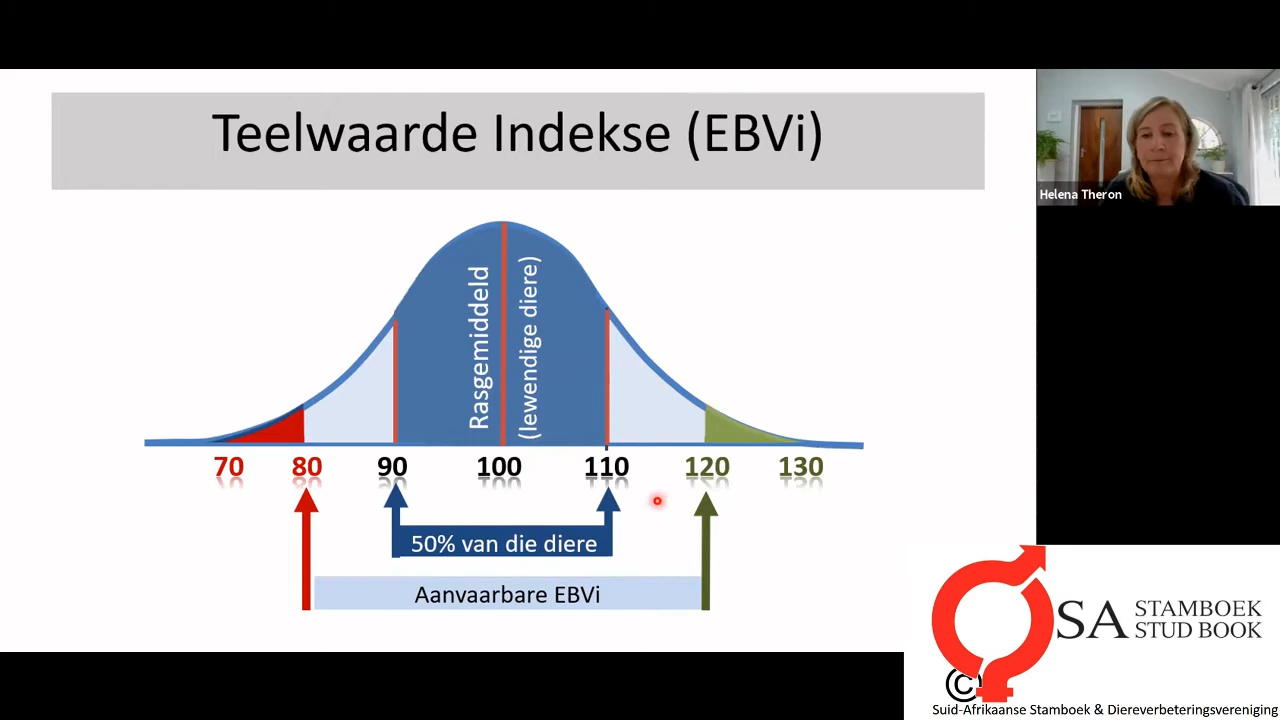 Teelwaarde Indekse (EBVi)
Helena Theron
Rasgemiddeld
(lewendige diere)
70 80 90 100 110 120 130
50% van die diere
Aanvaarbare EBVi
SA STAMBOEK
STUD BOOK
©
Suid-Afrikaanse Stamboek & Diereverbeteringsvereniging